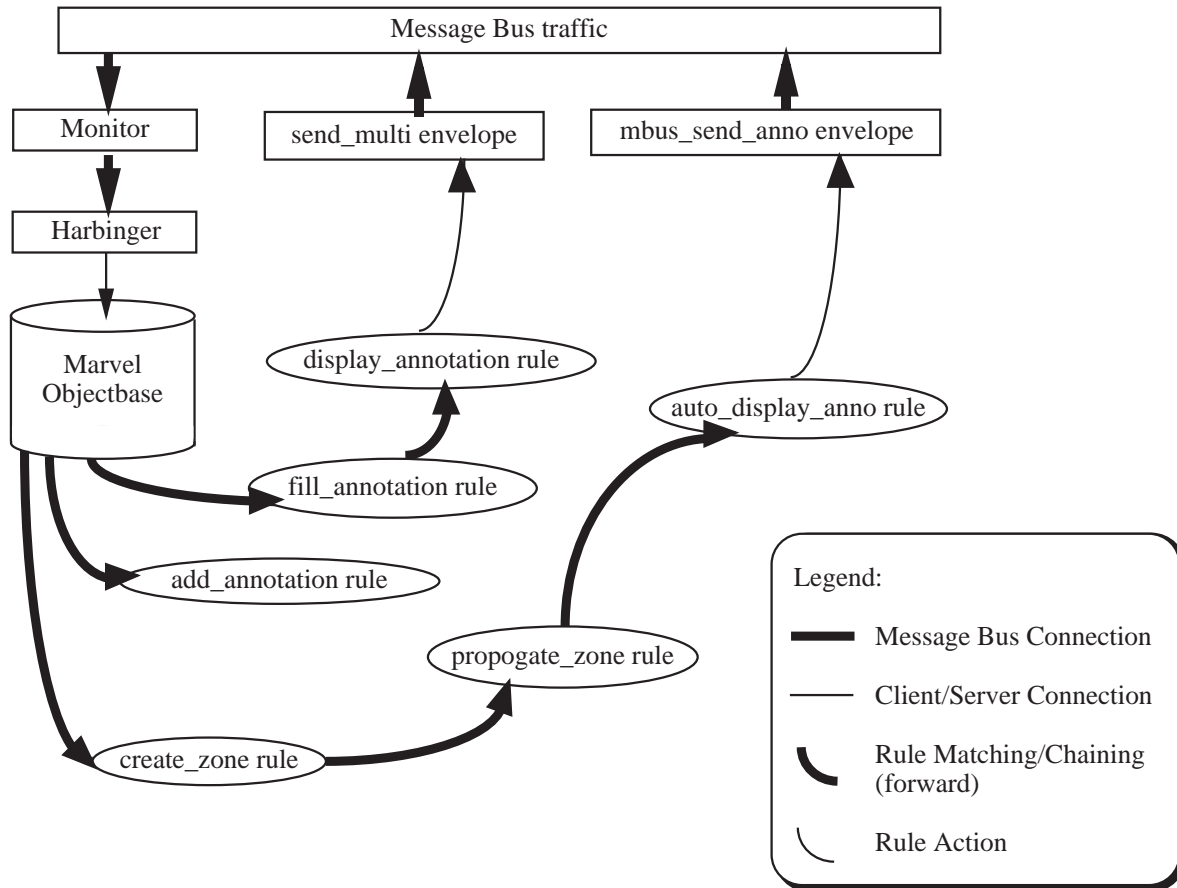 Message Bus traffic
Monitor
send_multi envelope
mbus_send_anno envelope
Harbinger
Marvel
Objectbase
display_annotation rule
auto_display_anno rule
fill_annotation rule
add_annotation rule
propogate_zone rule
create_zone rule
Legend:
Message Bus Connection
Client/Server Connection
Rule Matching/Chaining
(forward)
Rule Action